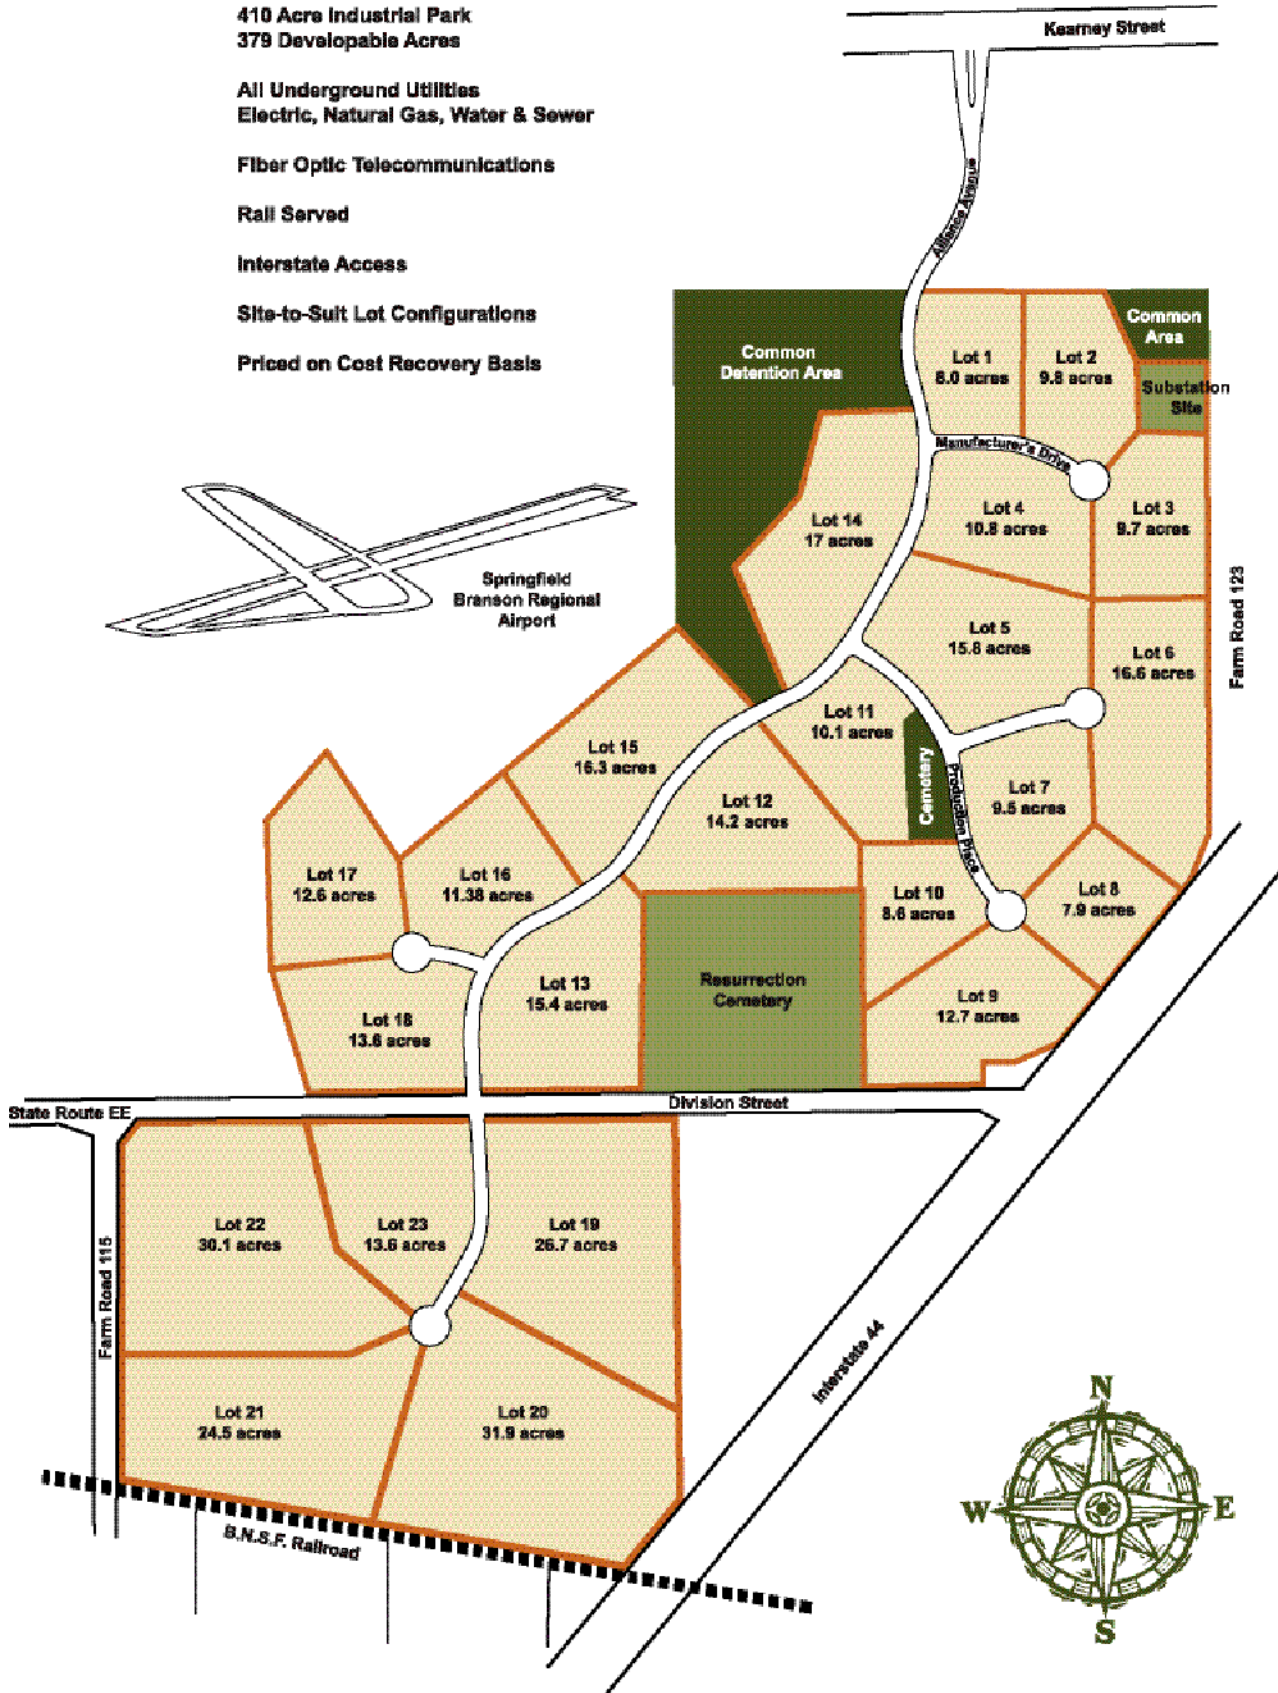 410 Acre Industrial Park
379 Developable Acres
All Underground Utilities
Electric, Natural Gas, Water & Sewer
Fiber Optic Telecommunications
Rail Served
Interstate Access
Site-to-Suit Lot Configurations
Priced on Cost Recovery Basis
Kearney Street
Alliance Avenue
Common
Detention Area
Common
Area
Lot 1
8.0 acres
Lot 2
9.8 acres
Substation
Site
Manufacturer's Drive
Lot 14
17 acres
Lot 4
10.8 acres
Lot 3
9.7 acres
Springfield
Branson Regional
Airport
Farm Road 123
Lot 5
15.8 acres
Lot 6
16.6 acres
Lot 11
10.1 acres
Cemetery
Production Place
Lot 15
16.3 acres
Lot 12
14.2 acres
Lot 7
9.5 acres
Lot 17
12.6 acres
Lot 16
11.38 acres
Lot 10
8.6 acres
Lot 8
7.9 acres
Lot 13
15.4 acres
Resurrection
Cemetery
Lot 9
12.7 acres
Lot 18
13.6 acres
State Route EE
Division Street
Lot 22
30.1 acres
Lot 23
13.6 acres
Lot 19
26.7 acres
Farm Road 115
Interstate 44
Lot 21
24.5 acres
Lot 20
31.9 acres
B.N.S.F. Railroad
N
W
E
S